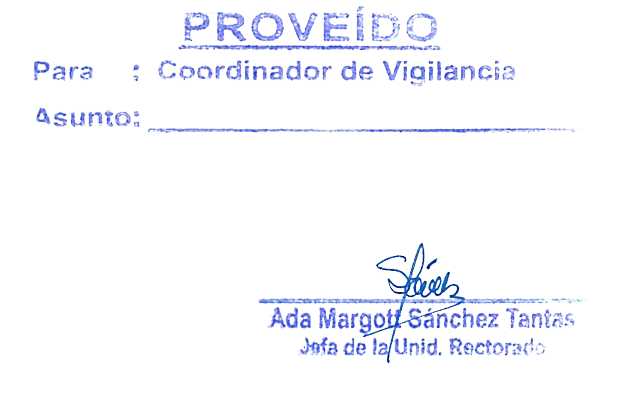 PROVEÍDO
Para : Coordinador de Vigilancia
Asunto:
Ada Margott Sánchez Tantas
Jefa de la Unid. Rectorado